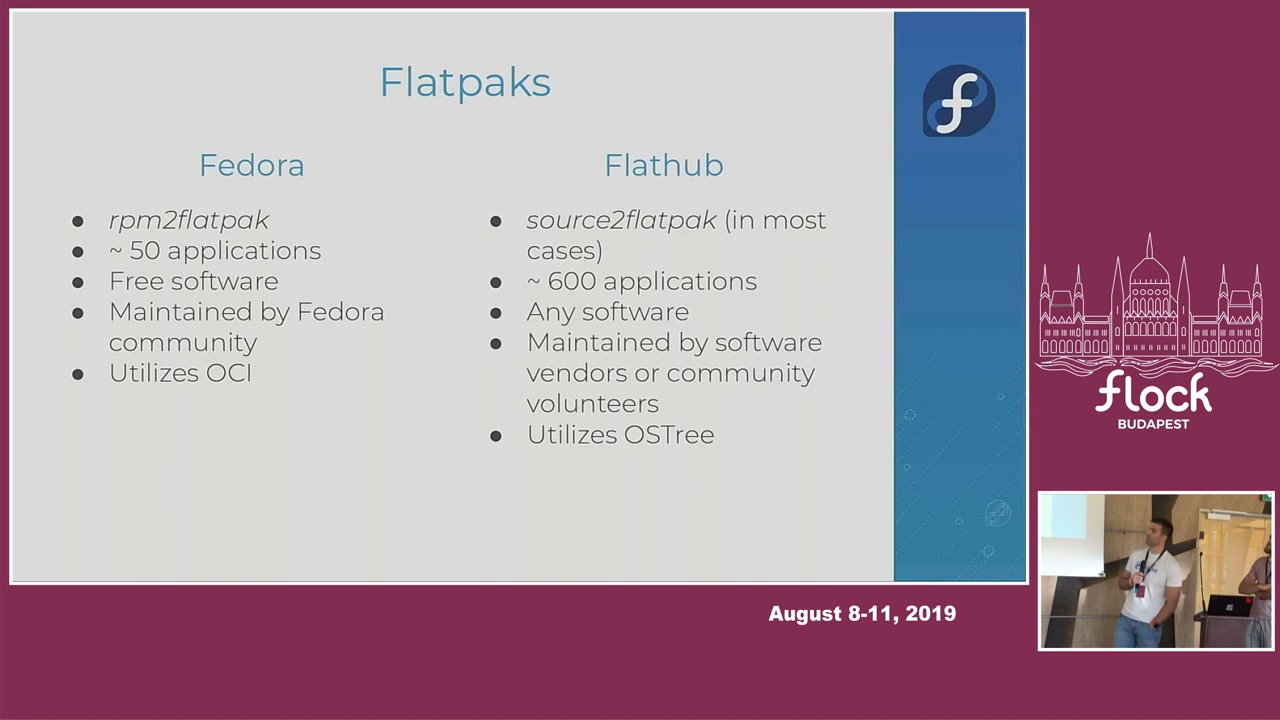 Flatpaks
Fedora
● rpm2flatpak
● ~ 50 applications
● Free software
● Maintained by Fedora
community
● Utilizes OCI
Flathub
● source2flatpak (in most
cases)
● ~ 600 applications
● Any software
● Maintained by software
vendors or community
volunteers
● Utilizes OSTree
flock
BUDAPEST
August 8-11, 2019